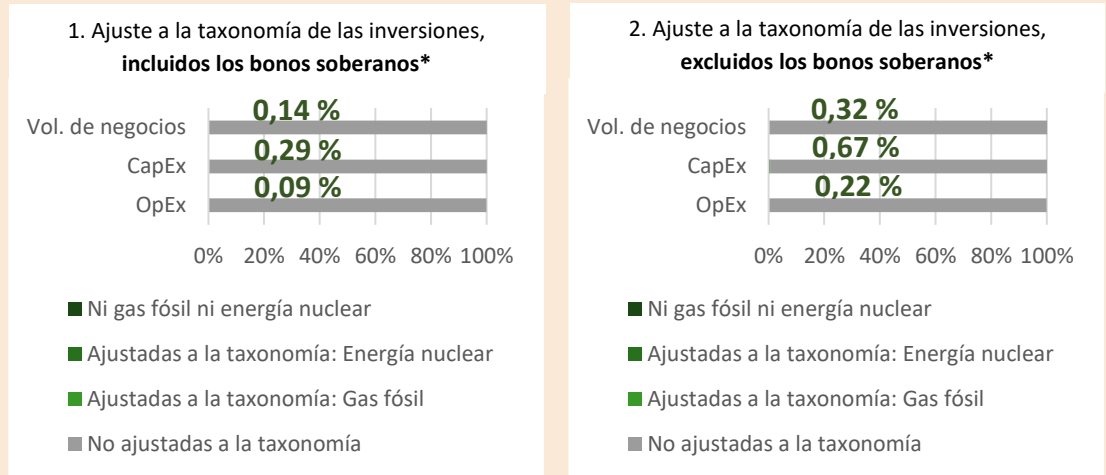 1. Ajuste a la taxonomía de las inversiones,
incluidos los bonos soberanos*
0,14 %
Vol. de negocios
0,29 %
CapEx
0,09 %
OpEx
0% 20% 40% 60% 80% 100%
Ni gas fósil ni energía nuclear
Ajustadas a la taxonomía: Energía nuclear
Ajustadas a la taxonomía: Gas fósil
No ajustadas a la taxonomía
2. Ajuste a la taxonomía de las inversiones,
excluidos los bonos soberanos*
0,32 %
Vol. de negocios
0,67 %
CapEx
0,22 %
OpEx
0% 20% 40% 60% 80% 100%
Ni gas fósil ni energía nuclear
Ajustadas a la taxonomía: Energía nuclear
Ajustadas a la taxonomía: Gas fósil
No ajustadas a la taxonomía